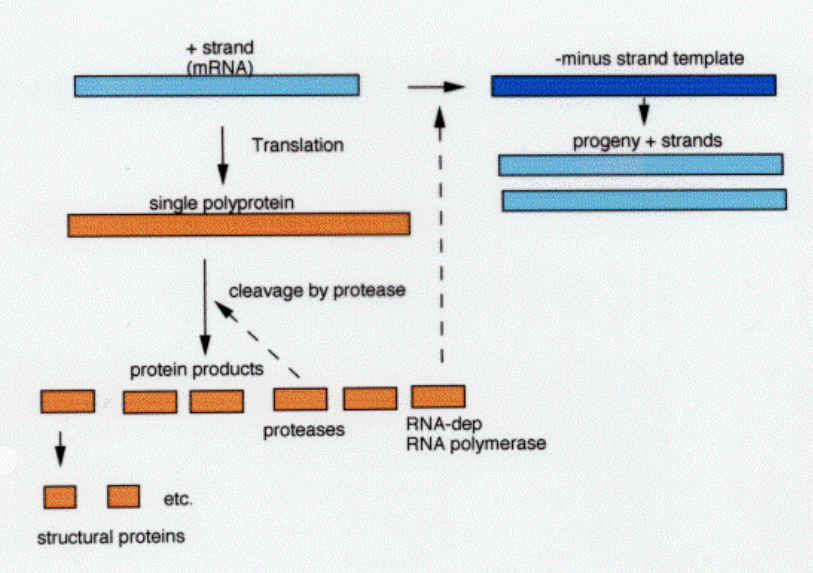 + strand
(mRNA)
-minus strand template
Translation
progeny + strands
single polyprotein
cleavage by protease
protein products
proteases
RNA-dep
RNA polymerase
etc.
structural proteins